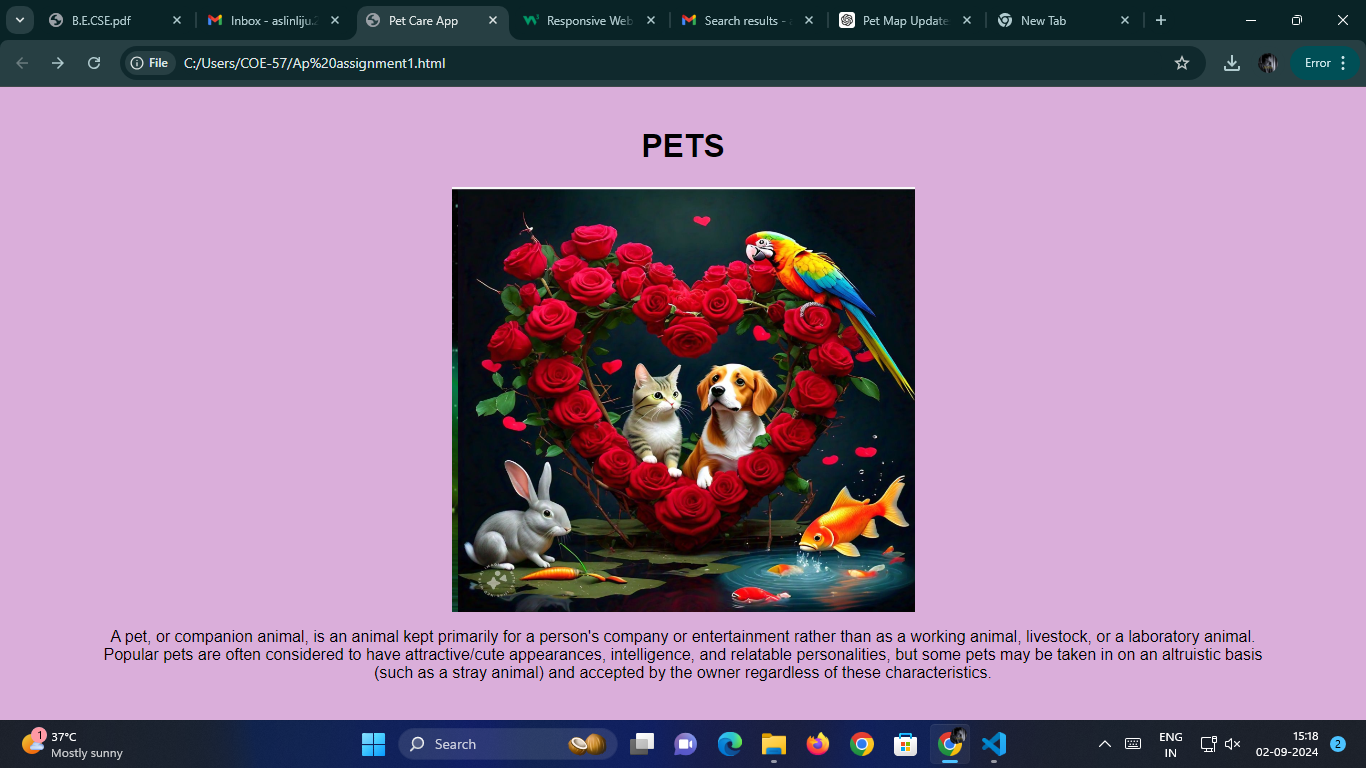 B.E.CSE.pdf
Inbox - aslinliju.2
Pet Care App
Responsive Web
Search results - a
Pet Map Update
New Tab
File
C:/Users/COE-57/Ap%20assignment1.html
Error
PETS
A pet, or companion animal, is an animal kept primarily for a person's company or entertainment rather than as a working animal, livestock, or a laboratory animal.
Popular pets are often considered to have attractive/cute appearances, intelligence, and relatable personalities, but some pets may be taken in on an altruistic basis
(such as a stray animal) and accepted by the owner regardless of these characteristics.
1
37°C
Mostly sunny
Search
ENG
IN
15:18
02-09-2024
2